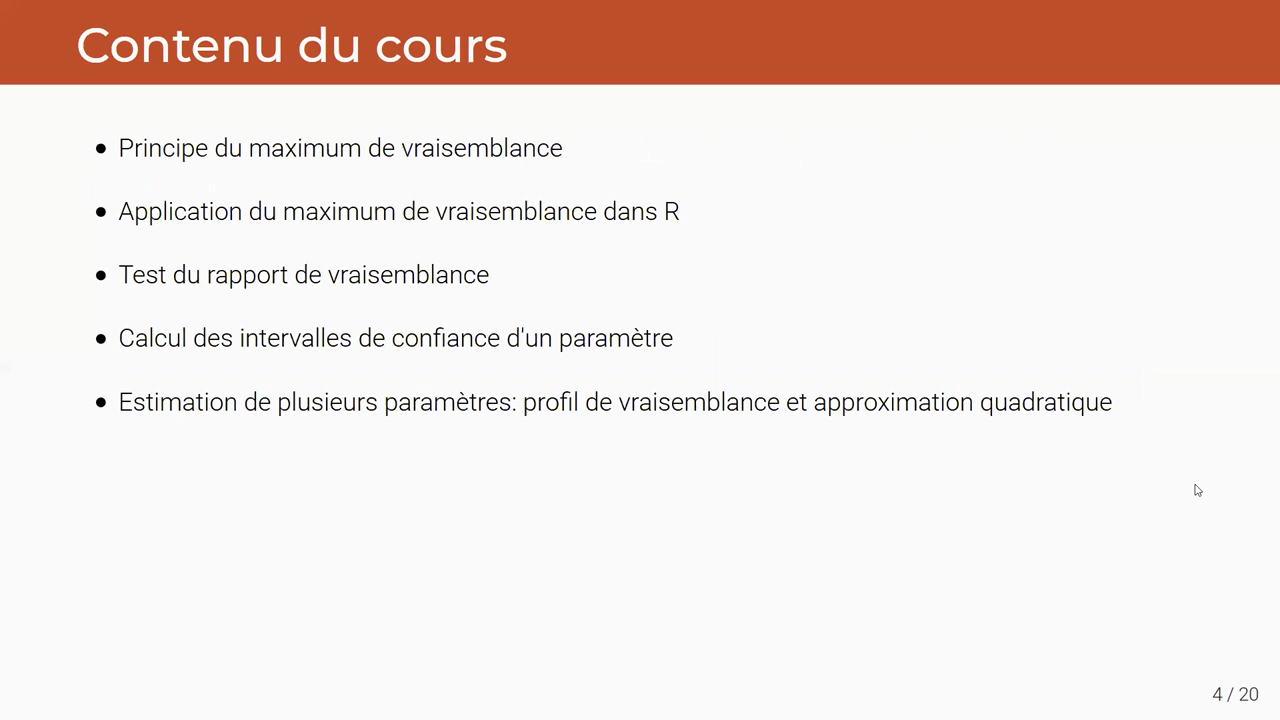 Contenu du cours
• Principe du maximum de vraisemblance
• Application du maximum de vraisemblance dans R
• Test du rapport de vraisemblance
• Calcul des intervalles de confiance d'un paramètre
• Estimation de plusieurs paramètres: profil de vraisemblance et approximation quadratique
4 / 20